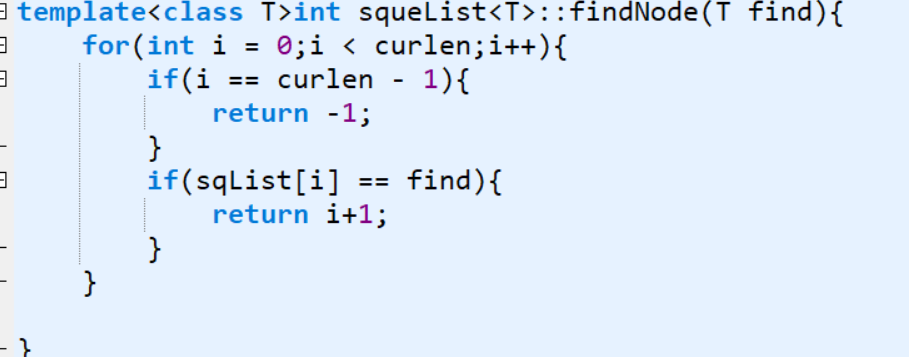 template<class T>int squeList<T>::findNode(T find){
    for(int i = 0;i < curlen;i++){
        if(i == curlen - 1){
            return -1;
        }
        if(sqList[i] == find){
            return i+1;
        }
    }

}